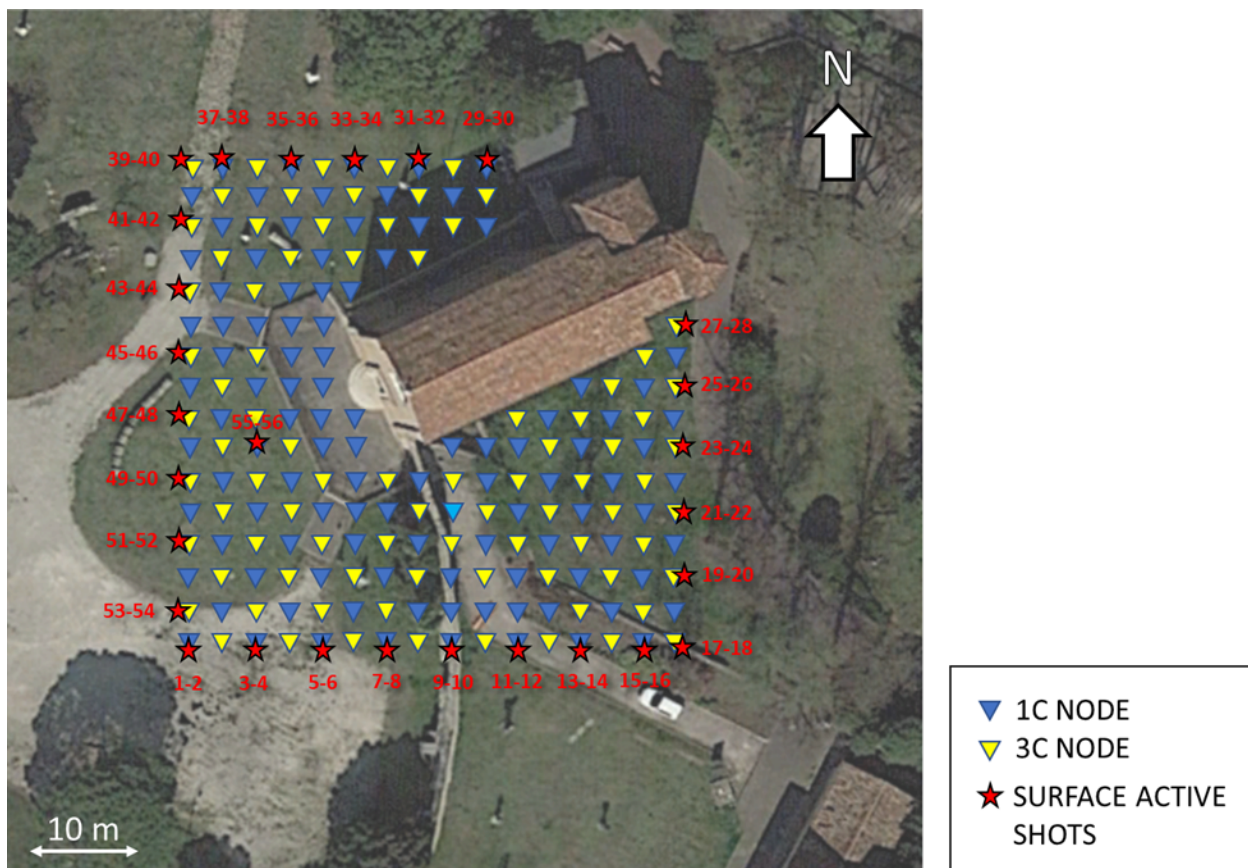 N
37-38 35-36 33-34 31-32 29-30
39-40
41-42
43-44
27-28
45-46
25-26
47-48
55-56
23-24
49-50
21-22
51-52
19-20
53-54
17-18
1-2 3-4 5-6 7-8 9-10 11-12 13-14 15-16
10 m
1C NODE
3C NODE
SURFACE ACTIVE
SHOTS